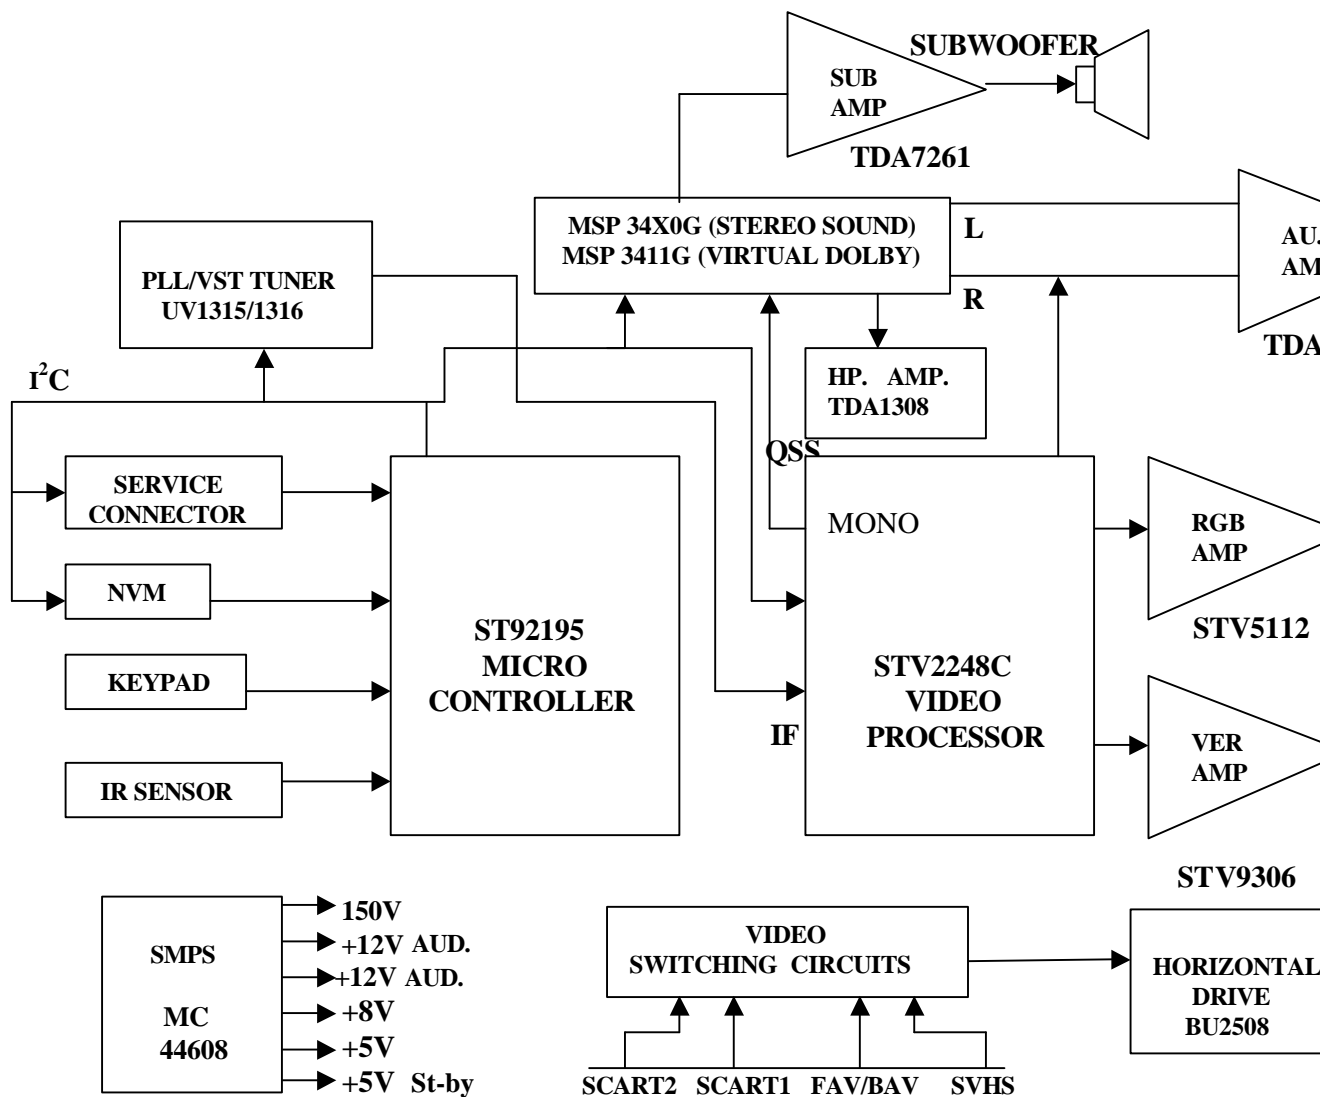 SUBWOOFER
SUB
AMP
TDA7261
MSP 34X0G (STEREO SOUND)
MSP 3411G (VIRTUAL DOLBY)
L
R
AU.
AM
TDA
PLL/VST TUNER
UV1315/1316
I²C
HP. AMP.
TDA1308
QSS
SERVICE
CONNECTOR
NVM
KEYPAD
IR SENSOR
ST92195
MICRO
CONTROLLER
MONO
STV2248C
VIDEO
PROCESSOR
IF
RGB
AMP
STV5112
VER
AMP
STV9306
SMPS
MC
44608
150V
+12V AUD.
+12V AUD.
+8V
+5V
+5V St-by
VIDEO
SWITCHING CIRCUITS
SCART2 SCART1 FAV/BAV SVHS
HORIZONTAL
DRIVE
BU2508